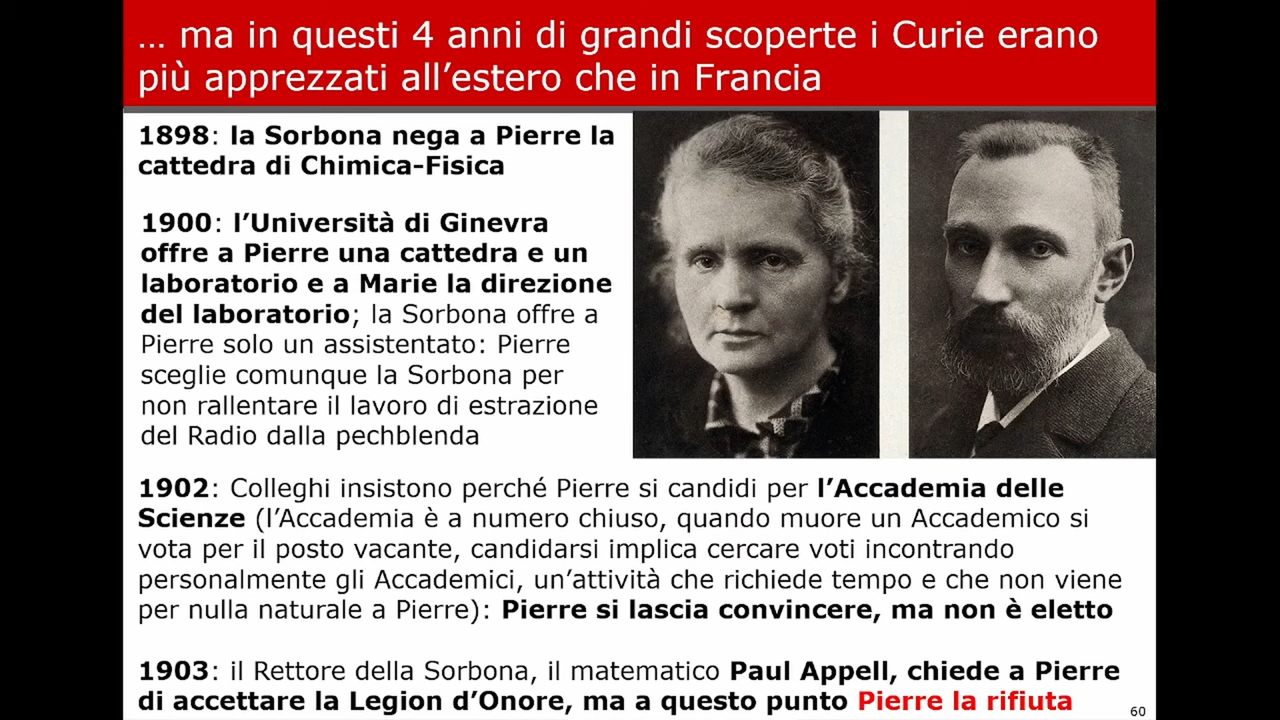 … ma in questi 4 anni di grandi scoperte i Curie erano
più apprezzati all’estero che in Francia
1898: la Sorbona nega a Pierre la
cattedra di Chimica-Fisica
1900: l’Università di Ginevra
offre a Pierre una cattedra e un
laboratorio e a Marie la direzione
del laboratorio; la Sorbona offre a
Pierre solo un assistentato: Pierre
sceglie comunque la Sorbona per
non rallentare il lavoro di estrazione
del Radio dalla pechblenda
1902: Colleghi insistono perché Pierre si candidi per l’Accademia delle
Scienze (l’Accademia è a numero chiuso, quando muore un Accademico si
vota per il posto vacante, candidarsi implica cercare voti incontrando
personalmente gli Accademici, un’attività che richiede tempo e che non viene
per nulla naturale a Pierre): Pierre si lascia convincere, ma non è eletto
1903: il Rettore della Sorbona, il matematico Paul Appell, chiede a Pierre
di accettare la Legion d’Onore, ma a questo punto Pierre la rifiuta
60